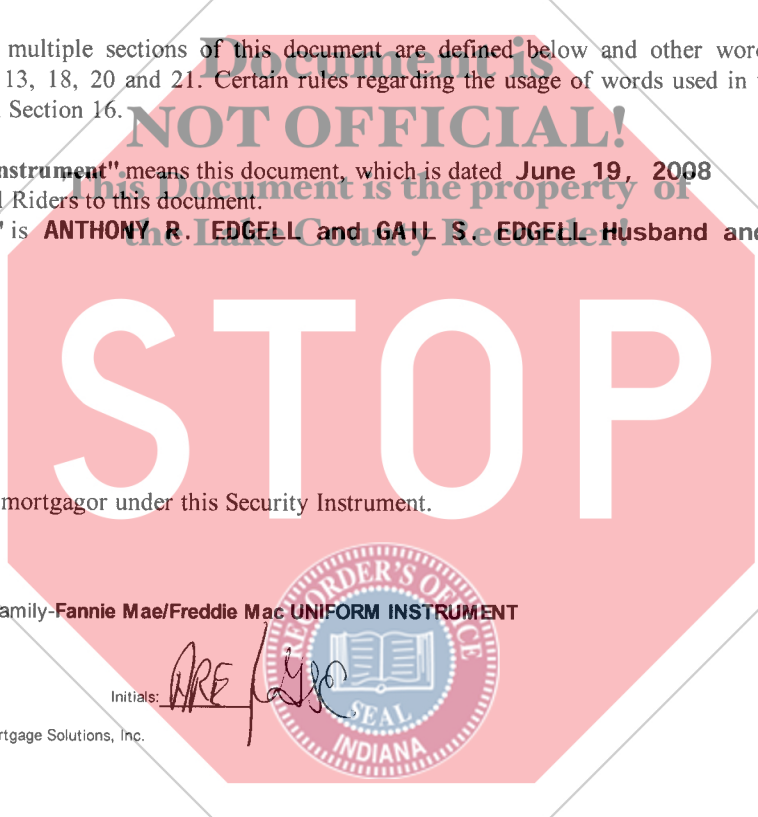 multiple sections of this document are defined below and other wor
Document is
13, 18, 20 and 21. Certain rules regarding the usage of words used in
Section 16.
NOT OFFICIAL!
nstrument" means this document, which is dated June 19, 2008
This Document is the property of
l Riders to this document.
" is ANTHONY R. EDGELL and GAIL S. EDGELL Husband and
the Lake County Recorder!
STOP
mortgagor under this Security Instrument.
RECORDER'S OFFICE
amily-Fannie Mae/Freddie Mac UNIFORM INSTRUMENT
Initials: ARE
SEAL
rtgage Solutions, Inc.
INDIANA